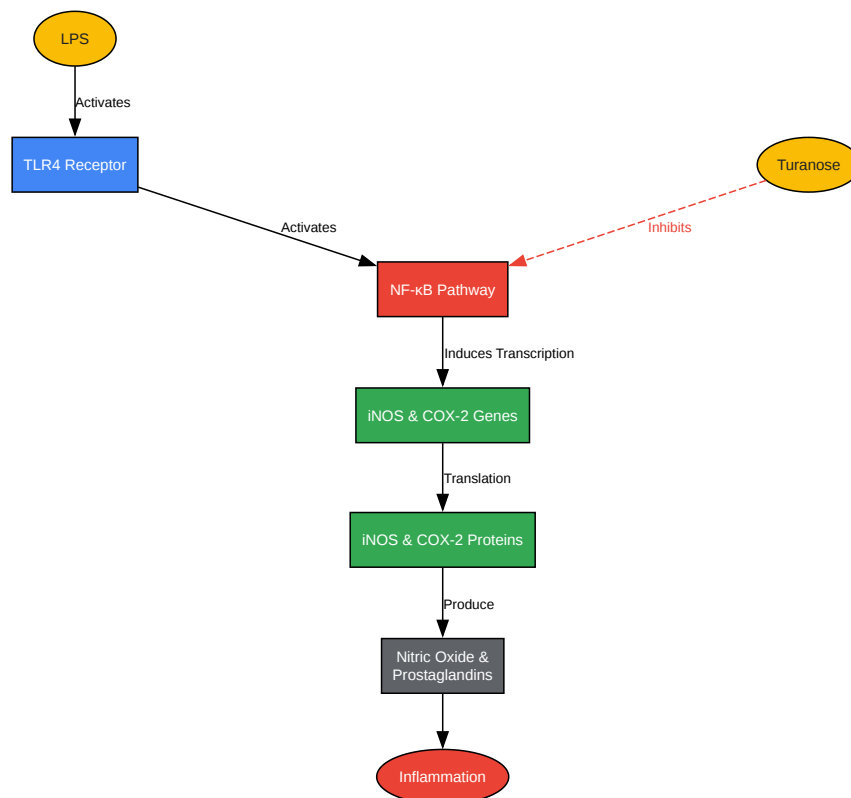 LPS
Activates
TLR4 Receptor
Turanose
Activates
Inhibits
NF-κB Pathway
Induces Transcription
iNOS & COX-2 Genes
Translation
iNOS & COX-2 Proteins
Produce
Nitric Oxide &
Prostaglandins
Inflammation